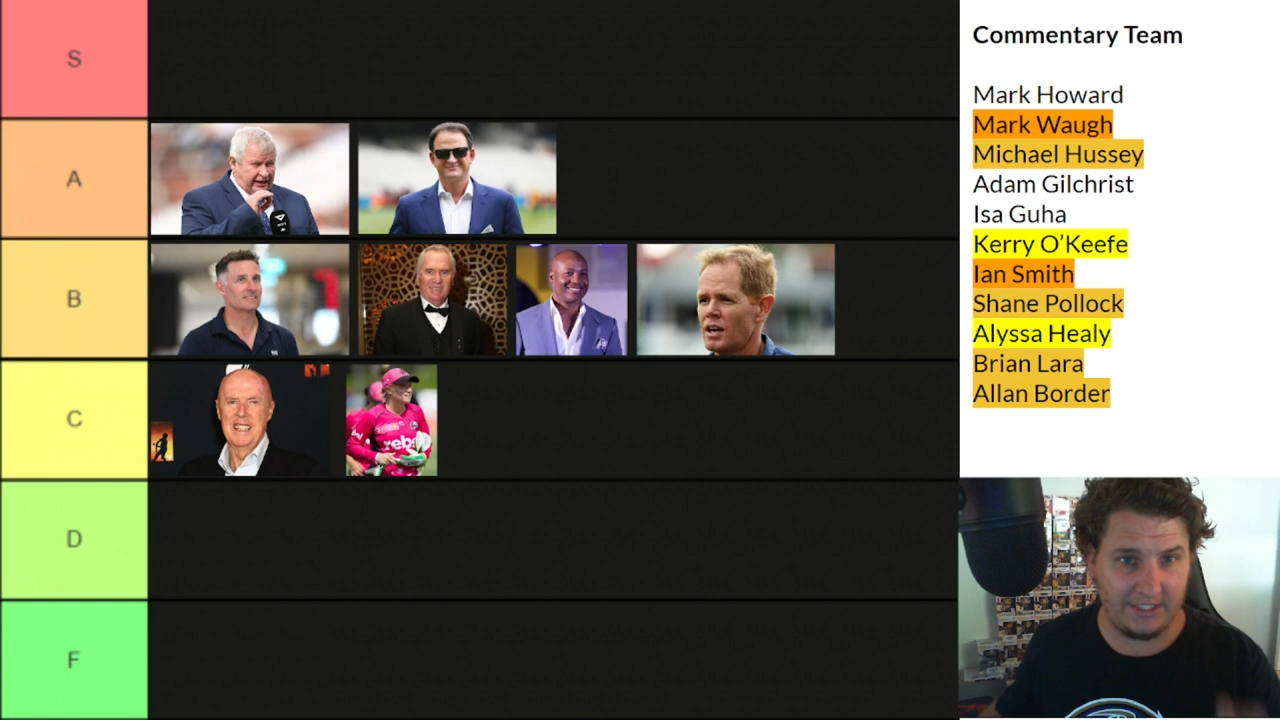 S
A
B
C
D
F
rebe
Commentary Team
Mark Howard
Mark Waugh
Michael Hussey
Adam Gilchrist
Isa Guha
Kerry O'Keefe
Ian Smith
Shane Pollock
Alyssa Healy
Brian Lara
Allan Border